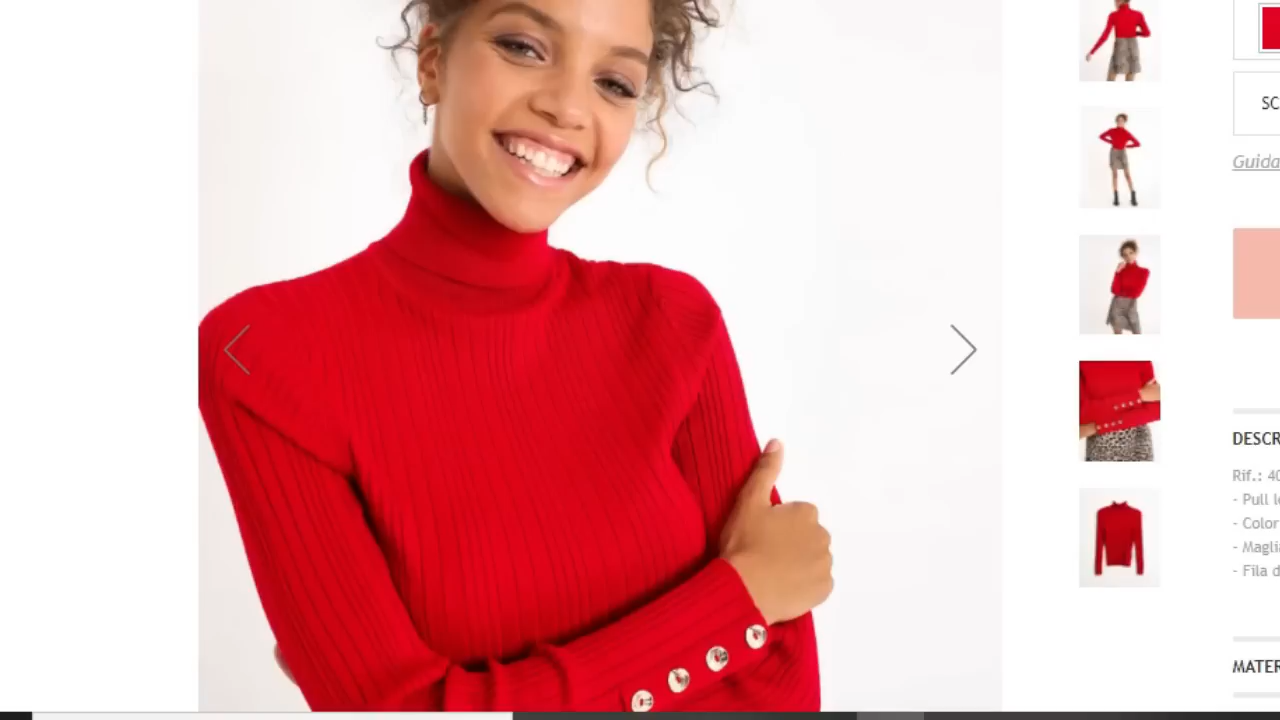 SC
Guida
DESCR
Rif.: 40
- Pull l
- Color
- Magli
- Fila d
MATER